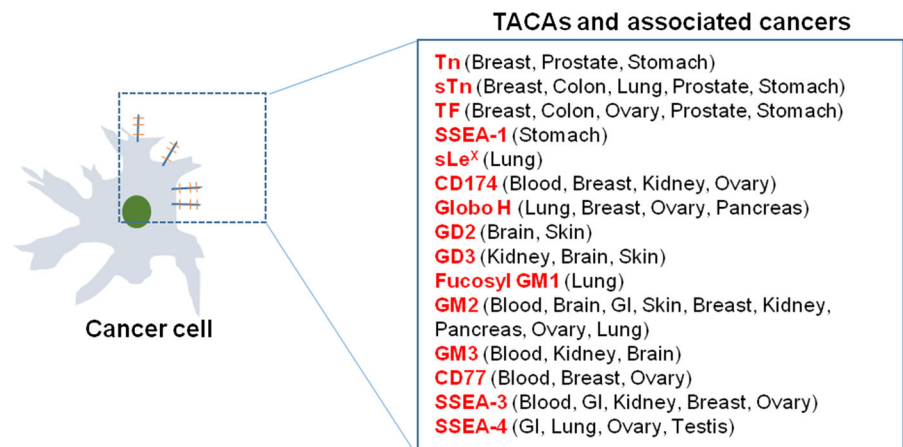 TACAs and associated cancers
Tn (Breast, Prostate, Stomach)
sTn (Breast, Colon, Lung, Prostate, Stomach)
TF (Breast, Colon, Ovary, Prostate, Stomach)
SSEA-1 (Stomach)
sLeˣ (Lung)
CD174 (Blood, Breast, Kidney, Ovary)
Globo H (Lung, Breast, Ovary, Pancreas)
GD2 (Brain, Skin)
GD3 (Kidney, Brain, Skin)
Fucosyl GM1 (Lung)
GM2 (Blood, Brain, GI, Skin, Breast, Kidney,
Pancreas, Ovary, Lung)
GM3 (Blood, Kidney, Brain)
CD77 (Blood, Breast, Ovary)
SSEA-3 (Blood, GI, Kidney, Breast, Ovary)
SSEA-4 (GI, Lung, Ovary, Testis)
Cancer cell